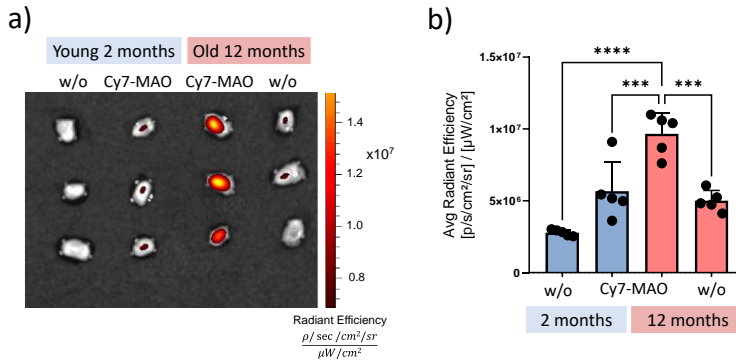 a)
Young 2 months Old 12 months
w/o Cy7-MAO Cy7-MAO w/o
1.4
1.2
x10⁷
1.0
0.8
Radiant Efficiency
ρ/sec/cm²/sr
μW/cm²
b)
Avg Radiant Efficiency
[p/s/cm²/sr] / [μW/cm²]
1.5×10⁷
1×10⁷
5×10⁶
0
****
*** ***
w/o Cy7-MAO w/o
2 months 12 months